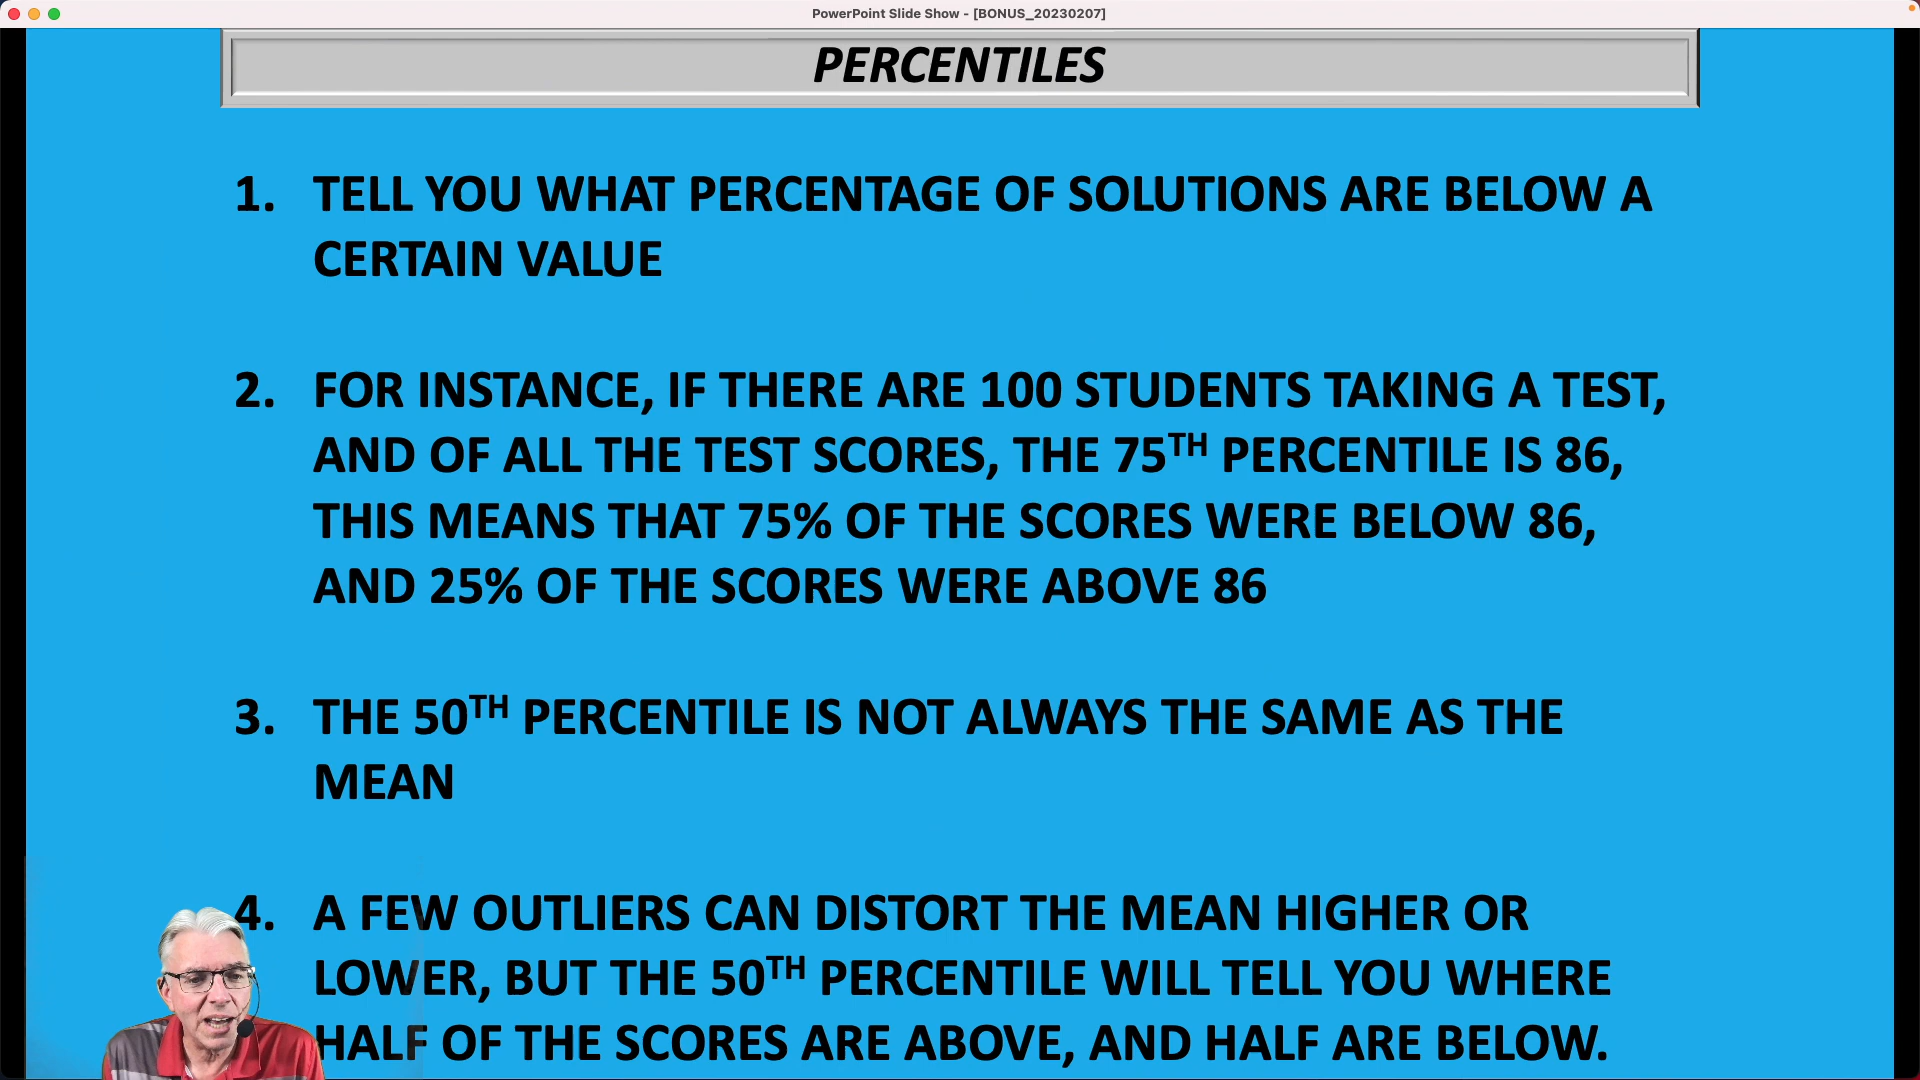 PowerPoint Slide Show - [BONUS_20230207]
PERCENTILES
1. TELL YOU WHAT PERCENTAGE OF SOLUTIONS ARE BELOW A
CERTAIN VALUE
2. FOR INSTANCE, IF THERE ARE 100 STUDENTS TAKING A TEST,
AND OF ALL THE TEST SCORES, THE 75TH PERCENTILE IS 86,
THIS MEANS THAT 75% OF THE SCORES WERE BELOW 86,
AND 25% OF THE SCORES WERE ABOVE 86
3. THE 50TH PERCENTILE IS NOT ALWAYS THE SAME AS THE
MEAN
4. A FEW OUTLIERS CAN DISTORT THE MEAN HIGHER OR
LOWER, BUT THE 50TH PERCENTILE WILL TELL YOU WHERE
HALF OF THE SCORES ARE ABOVE, AND HALF ARE BELOW.